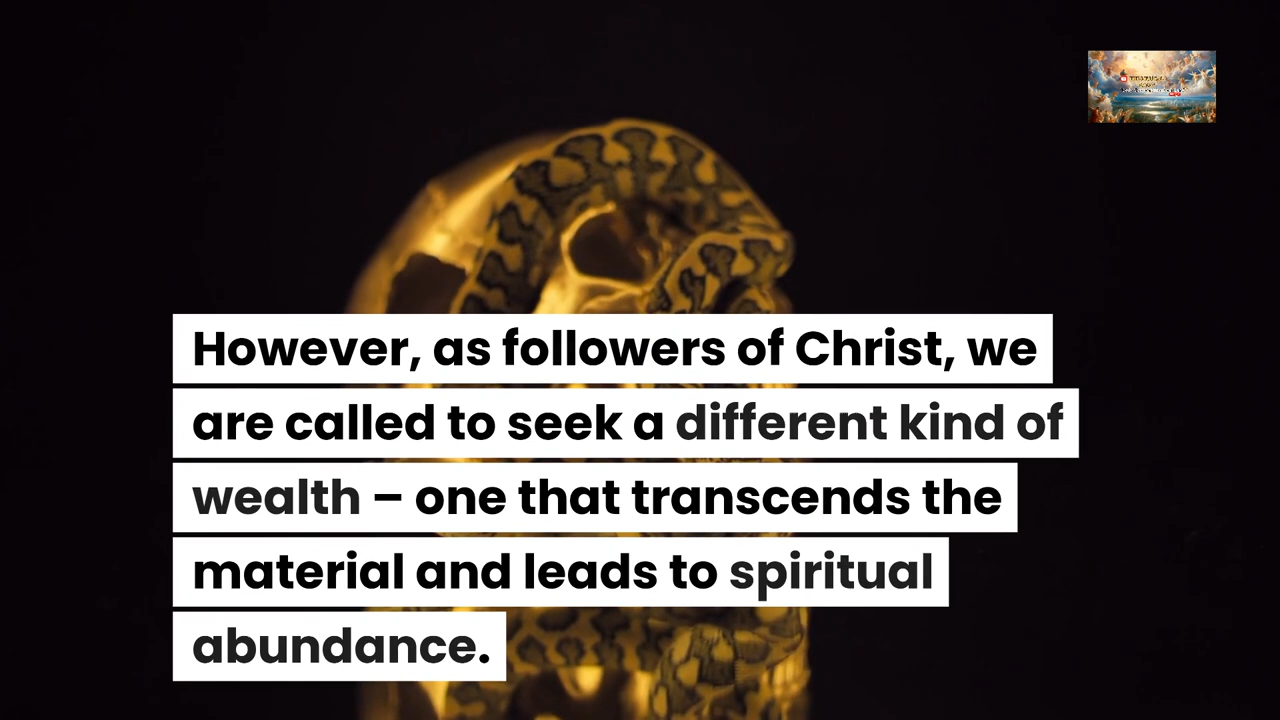 However, as followers of Christ, we
are called to seek a different kind of
wealth – one that transcends the
material and leads to spiritual
abundance.